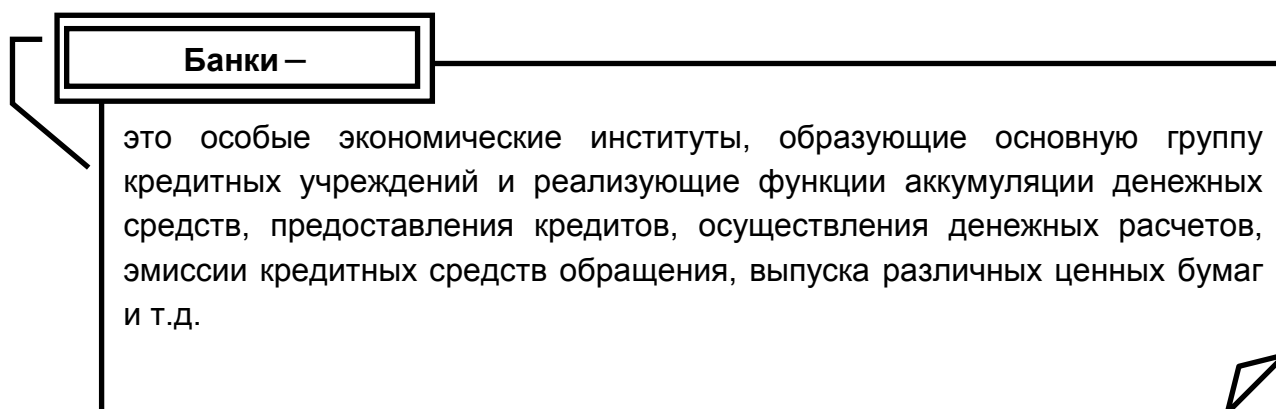 Банки –
это особые экономические институты, образующие основную группу
кредитных учреждений и реализующие функции аккумуляции денежных
средств, предоставления кредитов, осуществления денежных расчетов,
эмиссии кредитных средств обращения, выпуска различных ценных бумаг
и т.д.